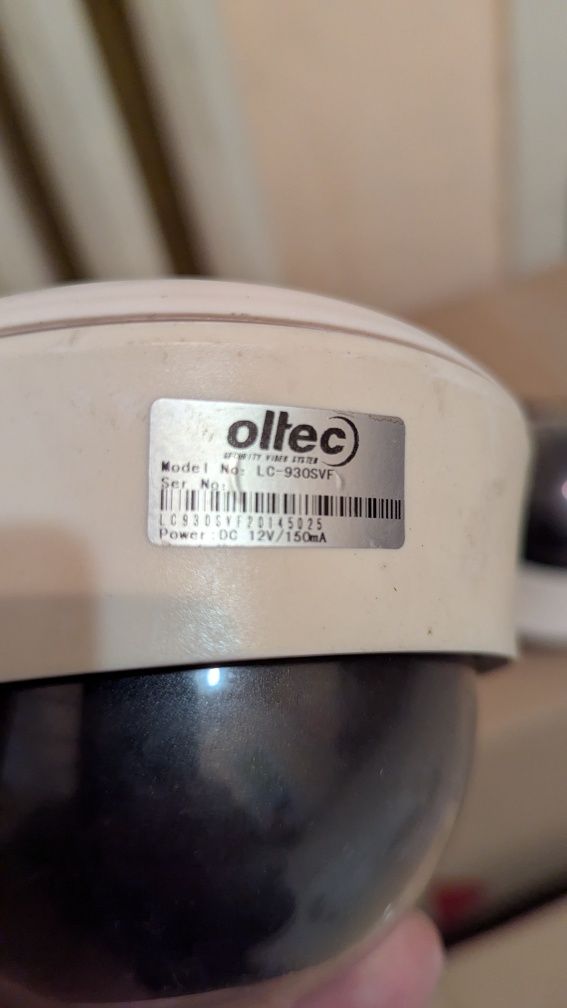 oltec
SECURITY VIDEO SYSTEM
Model No: LC-930SVF
Ser No:
LC930SVF20145025
Power:DC 12V/150mA